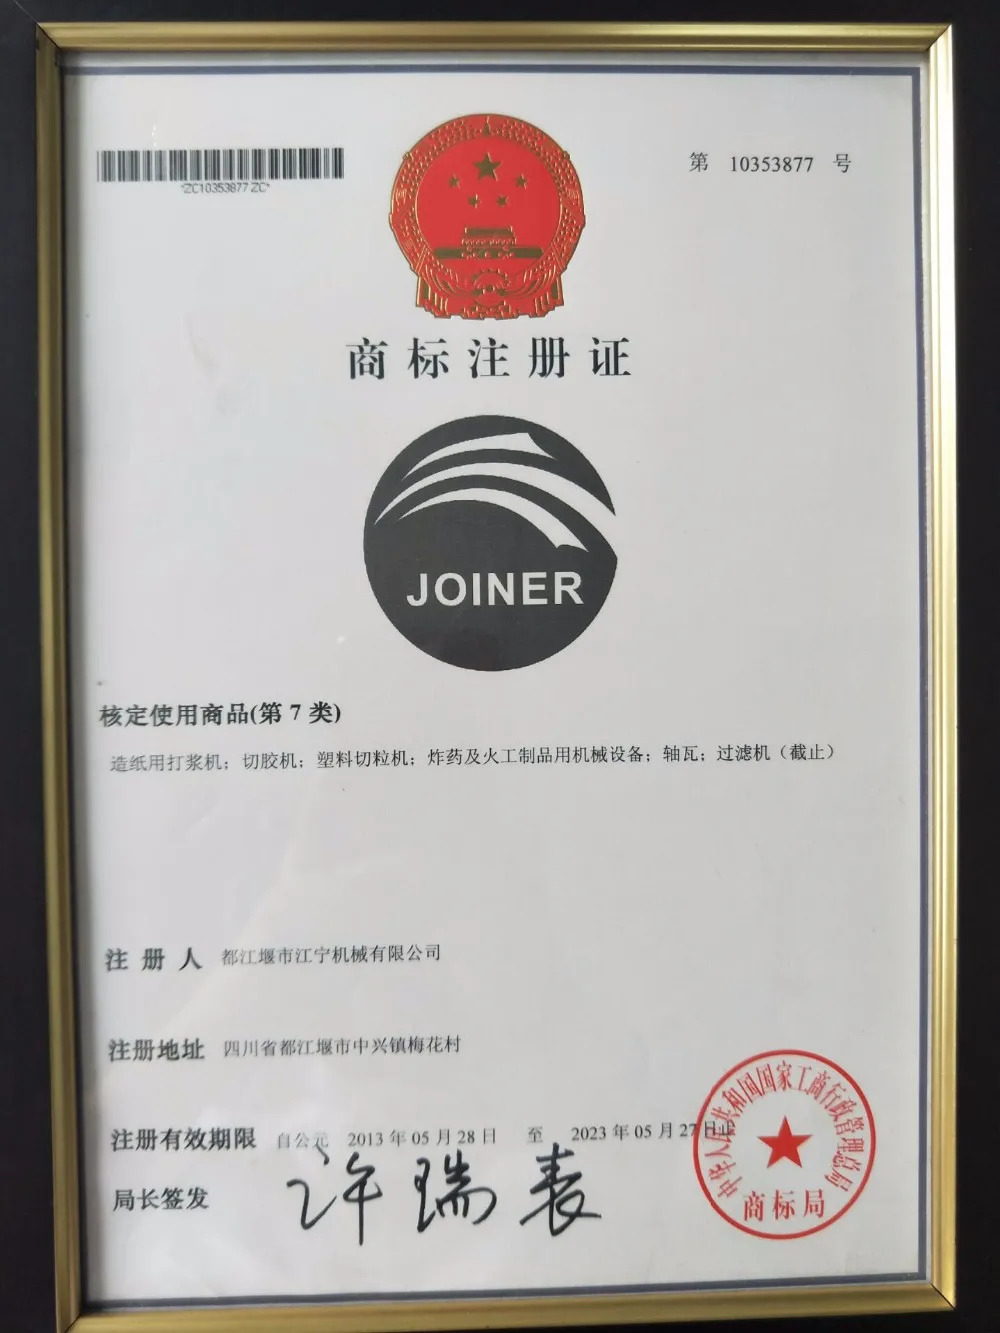 *ZC10353877ZC*
第 10353877 号
商标注册证
JOINER
核定使用商品(第 7 类)
造纸用打浆机；切胶机；塑料切粒机；炸药及火工制品用机械设备；轴瓦；过滤机（截止）
注 册 人 都江堰市江宁机械有限公司
注册地址 四川省都江堰市中兴镇梅花村
注册有效期限 自公元 2013 年 05 月 28 日 至 2023 年 05 月 27 日止
局长签发 许瑞表
中华人民共和国国家工商行政管理总局
商标局